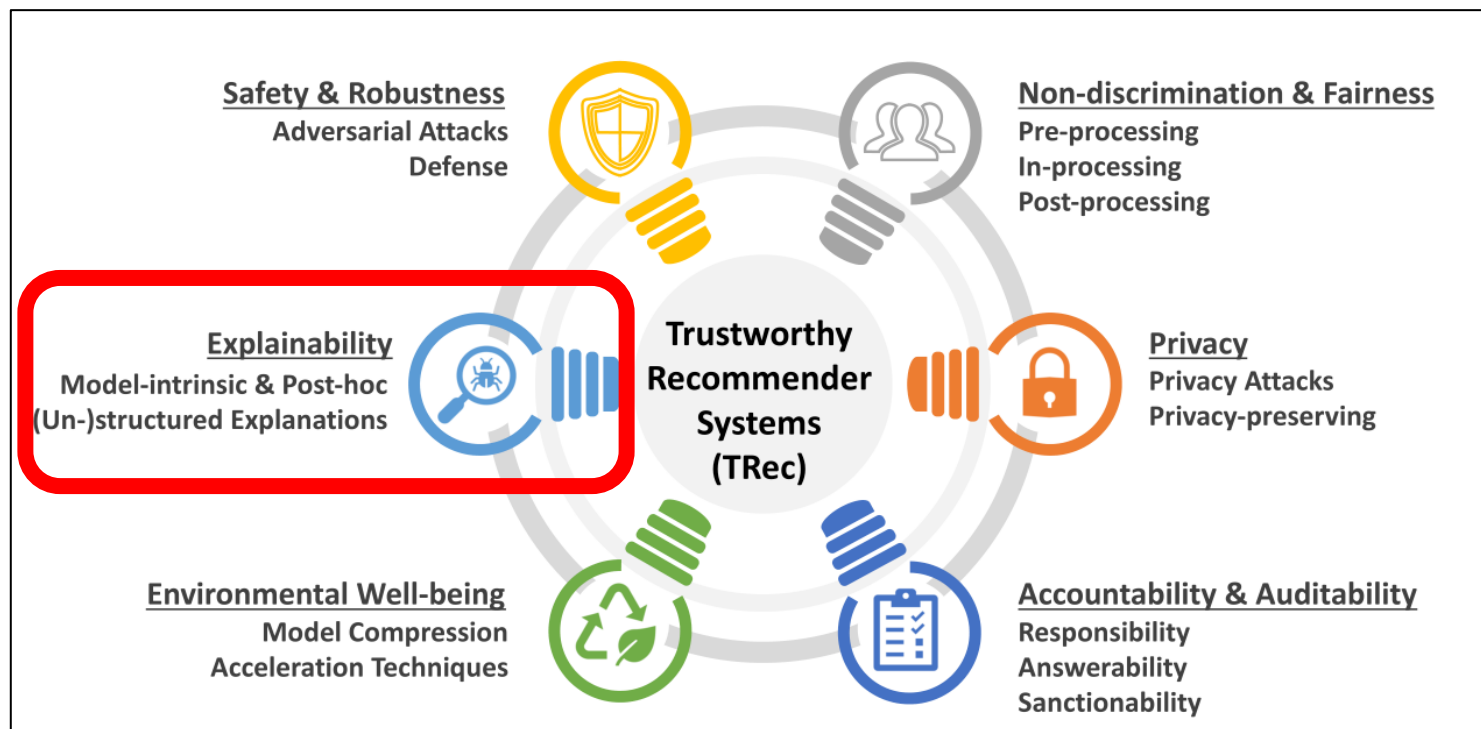 Safety & Robustness
Adversarial Attacks
Defense
Non-discrimination & Fairness
Pre-processing
In-processing
Post-processing
Explainability
Model-intrinsic & Post-hoc
(Un-)structured Explanations
Trustworthy
Recommender
Systems
(TRec)
Privacy
Privacy Attacks
Privacy-preserving
Environmental Well-being
Model Compression
Acceleration Techniques
Accountability & Auditability
Responsibility
Answerability
Sanctionability